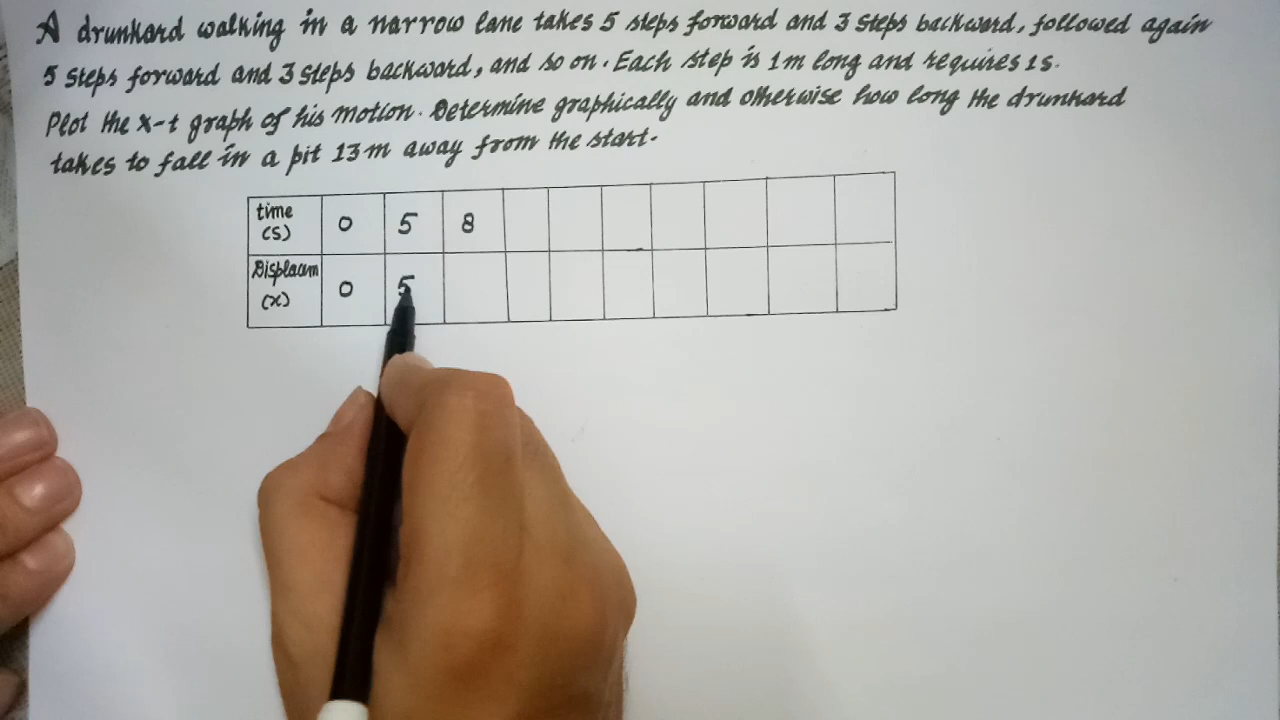 A drunkard walking in a narrow lane takes 5 steps forward and 3 steps backward, followed again
5 steps forward and 3 steps backward, and so on. Each step is 1m long and requires 1s.
Plot the x-t graph of his motion. Determine graphically and otherwise how long the drunkard
takes to fall in a pit 13m away from the start.
time (s) 0 5 8
Displacm (x) 0 5